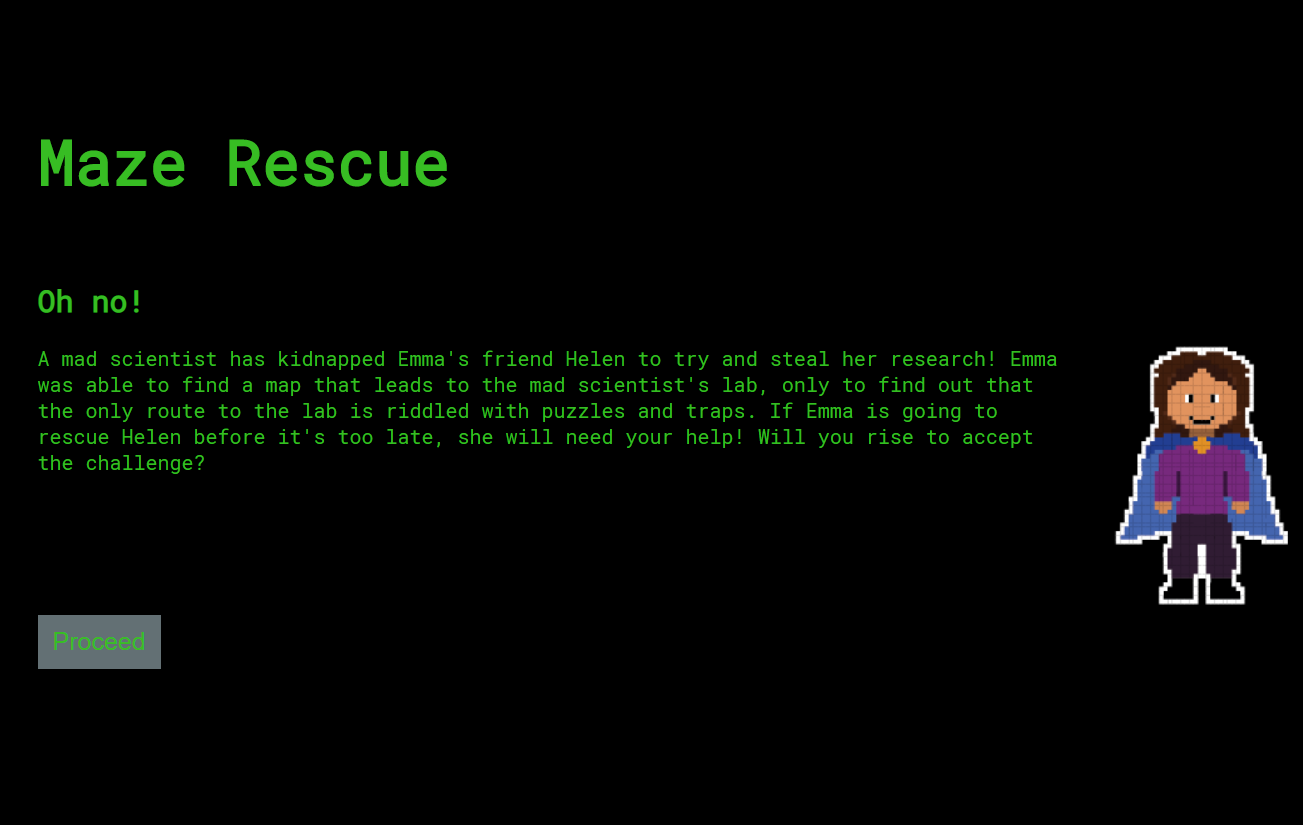 Maze Rescue
Oh no!
A mad scientist has kidnapped Emma's friend Helen to try and steal her research! Emma
was able to find a map that leads to the mad scientist's lab, only to find out that
the only route to the lab is riddled with puzzles and traps. If Emma is going to
rescue Helen before it's too late, she will need your help! Will you rise to accept
the challenge?
Proceed